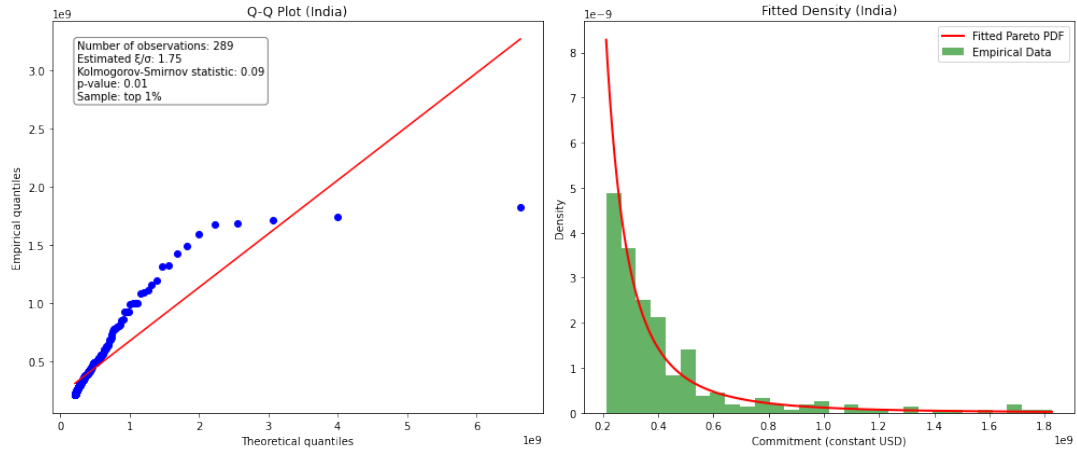 Q-Q Plot (India)
1e9
Number of observations: 289
Estimated ξ/σ: 1.75
Kolmogorov-Smirnov statistic: 0.09
p-value: 0.01
Sample: top 1%
Empirical quantiles
3.0
2.5
2.0
1.5
1.0
0.5
0 1 2 3 4 5 6
Theoretical quantiles
1e9
Fitted Density (India)
1e−9
Fitted Pareto PDF
Empirical Data
Density
8
7
6
5
4
3
2
1
0
0.2 0.4 0.6 0.8 1.0 1.2 1.4 1.6 1.8
Commitment (constant USD)
1e9